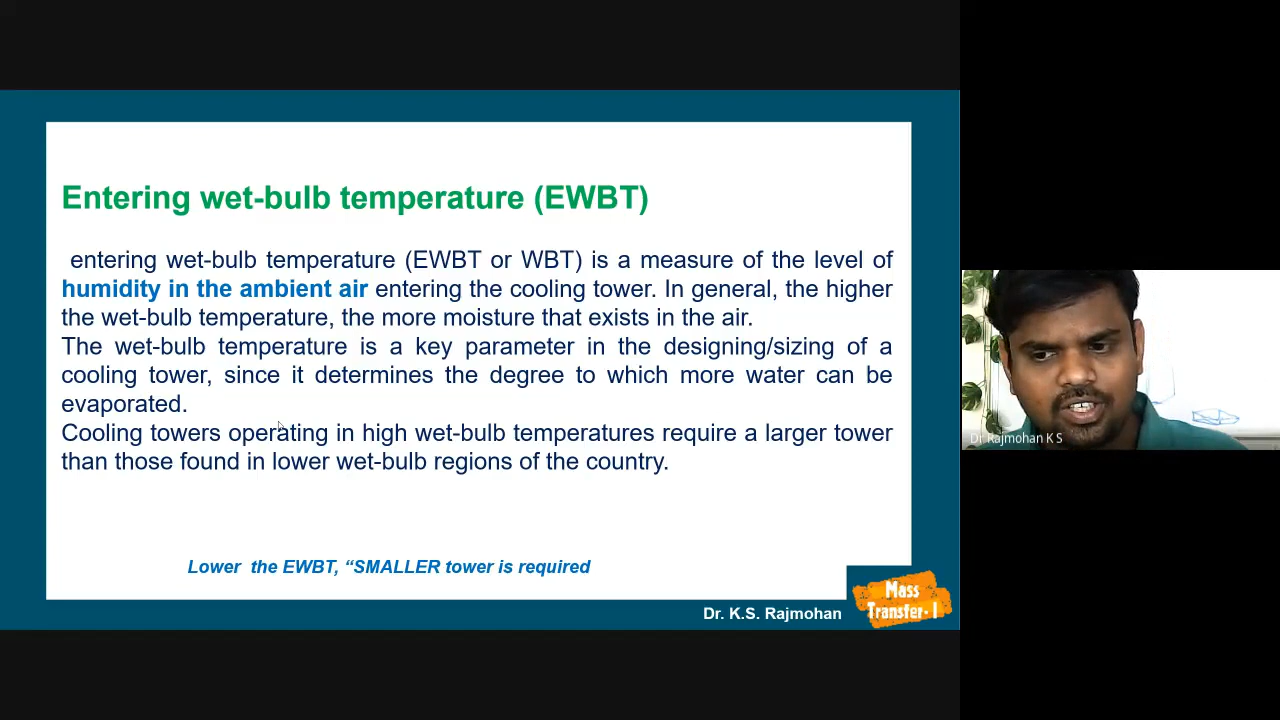 Entering wet-bulb temperature (EWBT)
entering wet-bulb temperature (EWBT or WBT) is a measure of the level of
humidity in the ambient air entering the cooling tower. In general, the higher
the wet-bulb temperature, the more moisture that exists in the air.
The wet-bulb temperature is a key parameter in the designing/sizing of a
cooling tower, since it determines the degree to which more water can be
evaporated.
Cooling towers operating in high wet-bulb temperatures require a larger tower
than those found in lower wet-bulb regions of the country.
Lower the EWBT, “SMALLER tower is required
Dr. K.S. Rajmohan
Mass
Transfer-I
Dr Rajmohan K S